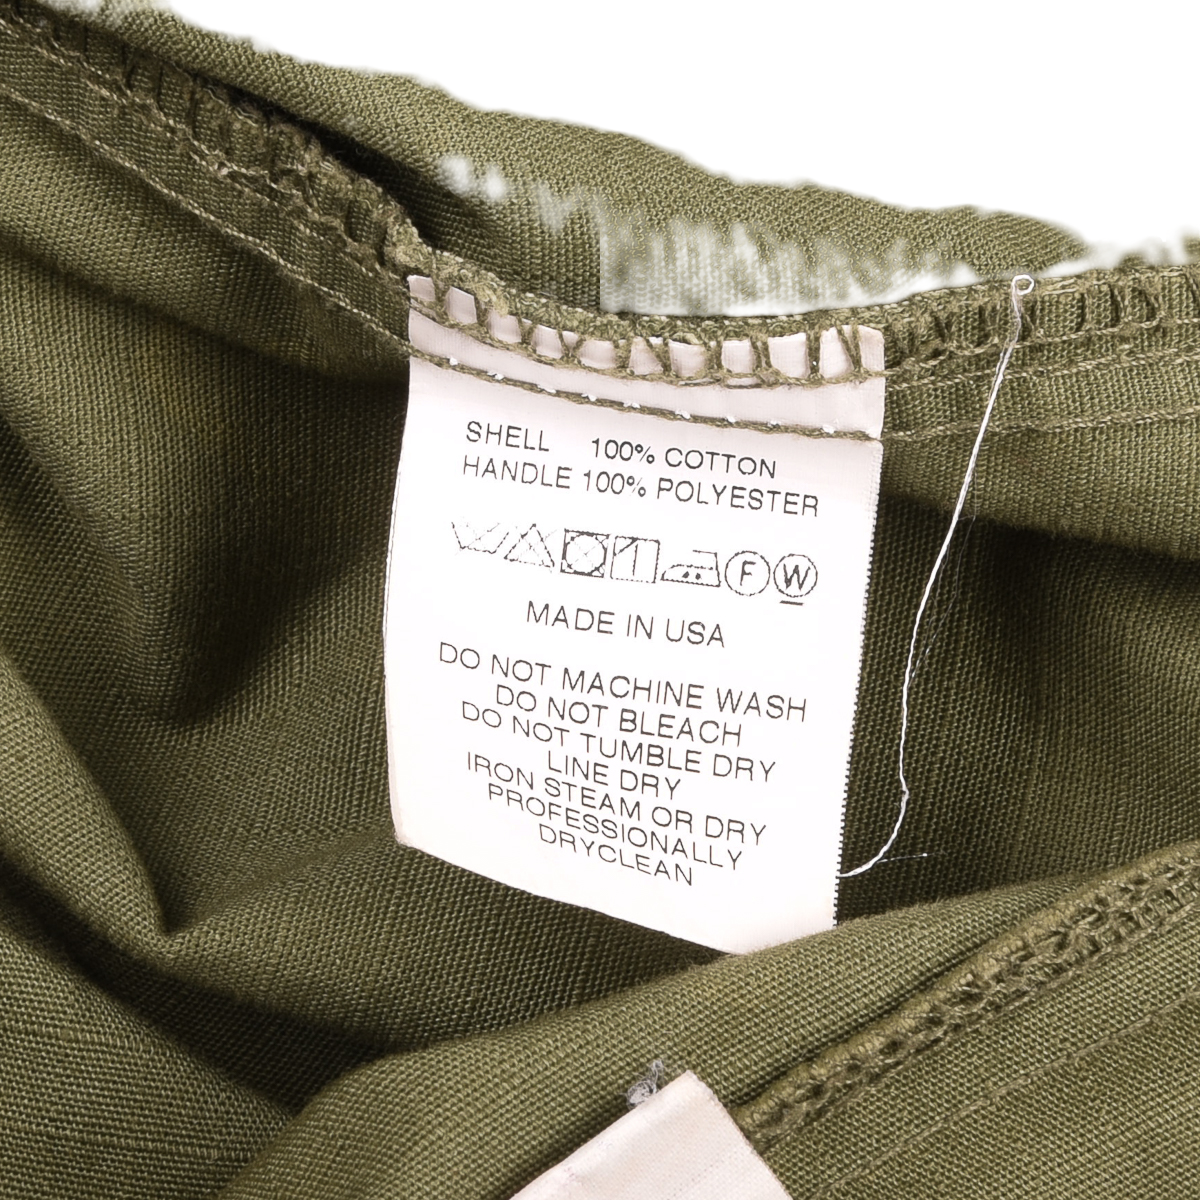 SHELL 100% COTTON
HANDLE 100% POLYESTER
F W
MADE IN USA
DO NOT MACHINE WASH
DO NOT BLEACH
DO NOT TUMBLE DRY
LINE DRY
IRON STEAM OR DRY
PROFESSIONALLY
DRYCLEAN